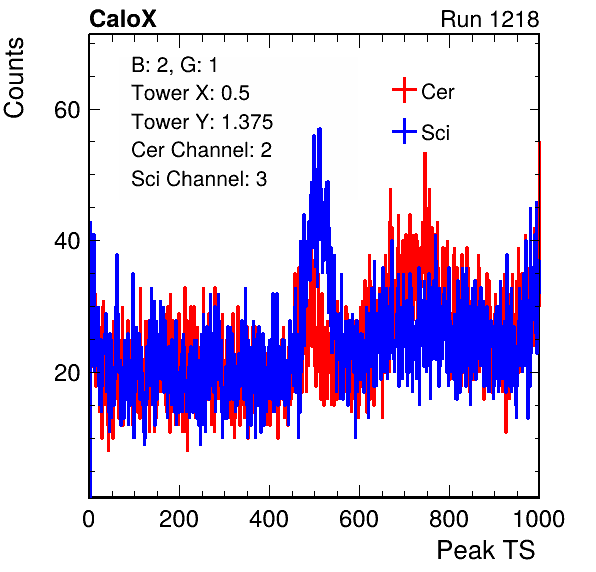 CaloX Run 1218
Counts
B: 2, G: 1
Tower X: 0.5
Tower Y: 1.375
Cer Channel: 2
Sci Channel: 3
Cer
Sci
60
40
20
0 200 400 600 800 1000
Peak TS